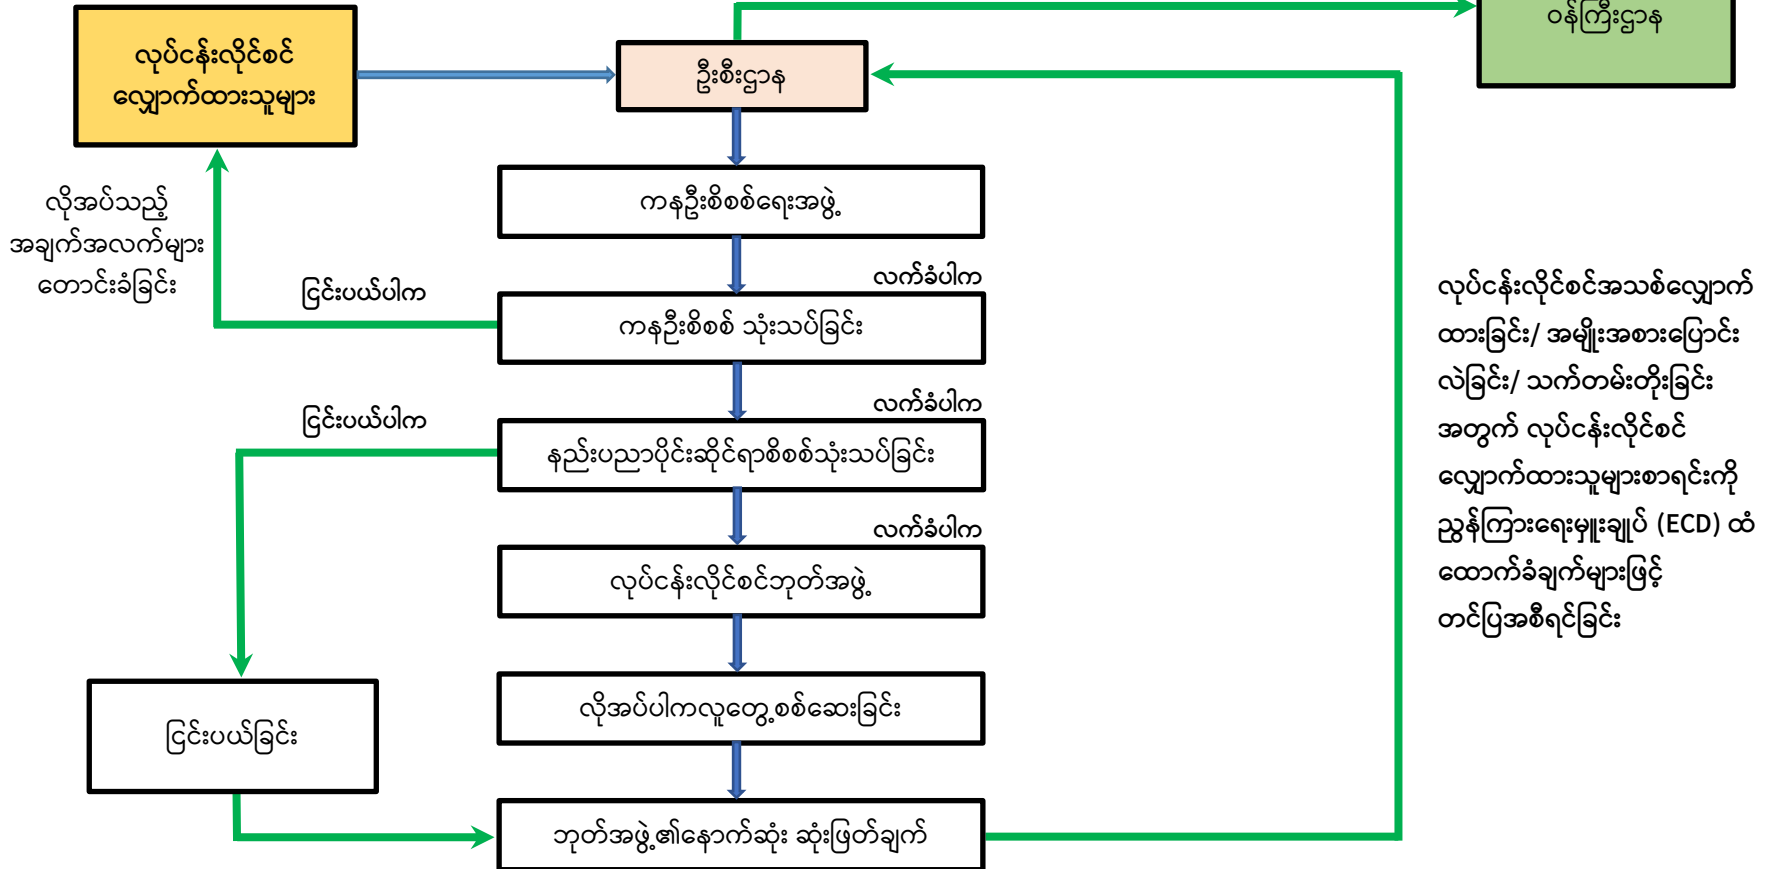 ဝန်ကြီးဌာန
လုပ်ငန်းလိုင်စင်
လျှောက်ထားသူများ
ဦးစီးဌာန
ကနဦးစိစစ်ရေးအဖွဲ့
လိုအပ်သည့်
အချက်အလက်များ
တောင်းခံခြင်း
ငြင်းပယ်ပါက
လက်ခံပါက
ကနဦးစိစစ် သုံးသပ်ခြင်း
ငြင်းပယ်ပါက
လက်ခံပါက
နည်းပညာပိုင်းဆိုင်ရာစိစစ်သုံးသပ်ခြင်း
လက်ခံပါက
လုပ်ငန်းလိုင်စင်ဘုတ်အဖွဲ့
လိုအပ်ပါကလူတွေ့စစ်ဆေးခြင်း
ငြင်းပယ်ခြင်း
ဘုတ်အဖွဲ့၏နောက်ဆုံး ဆုံးဖြတ်ချက်
လုပ်ငန်းလိုင်စင်အသစ်လျှောက်
ထားခြင်း/ အမျိုးအစားပြောင်း
လဲခြင်း/ သက်တမ်းတိုးခြင်း
အတွက် လုပ်ငန်းလိုင်စင်
လျှောက်ထားသူများစာရင်းကို
ညွှန်ကြားရေးမှူးချုပ် (ECD) ထံ
ထောက်ခံချက်များဖြင့်
တင်ပြအစီရင်ခြင်း